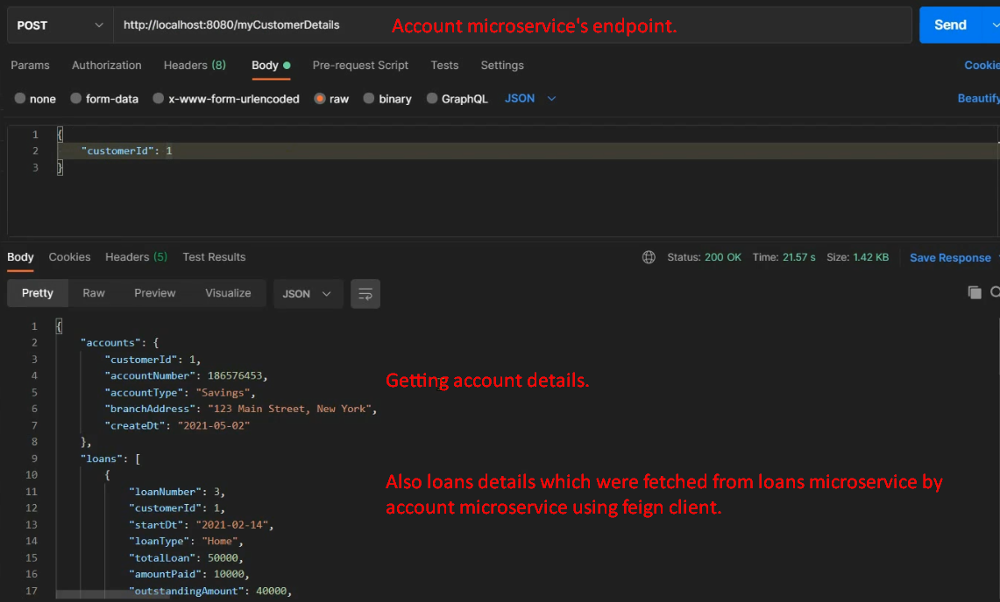 POST http://localhost:8080/myCustomerDetails Account microservice's endpoint. Send
Params Authorization Headers (8) Body Pre-request Script Tests Settings Cookie
none form-data x-www-form-urlencoded raw binary GraphQL JSON Beautify
1 {
2 "customerId": 1
3 }
Body Cookies Headers (5) Test Results Status: 200 OK Time: 21.57 s Size: 1.42 KB Save Response
Pretty Raw Preview Visualize JSON
1 {
2 "accounts": {
3 "customerId": 1,
4 "accountNumber": 186576453,
5 "accountType": "Savings",
6 "branchAddress": "123 Main Street, New York",
7 "createDt": "2021-05-02"
8 },
9 "loans": [
10 {
11 "loanNumber": 3,
12 "customerId": 1,
13 "startDt": "2021-02-14",
14 "loanType": "Home",
15 "totalLoan": 50000,
16 "amountPaid": 10000,
17 "outstandingAmount": 40000,
Getting account details.
Also loans details which were fetched from loans microservice by
account microservice using feign client.